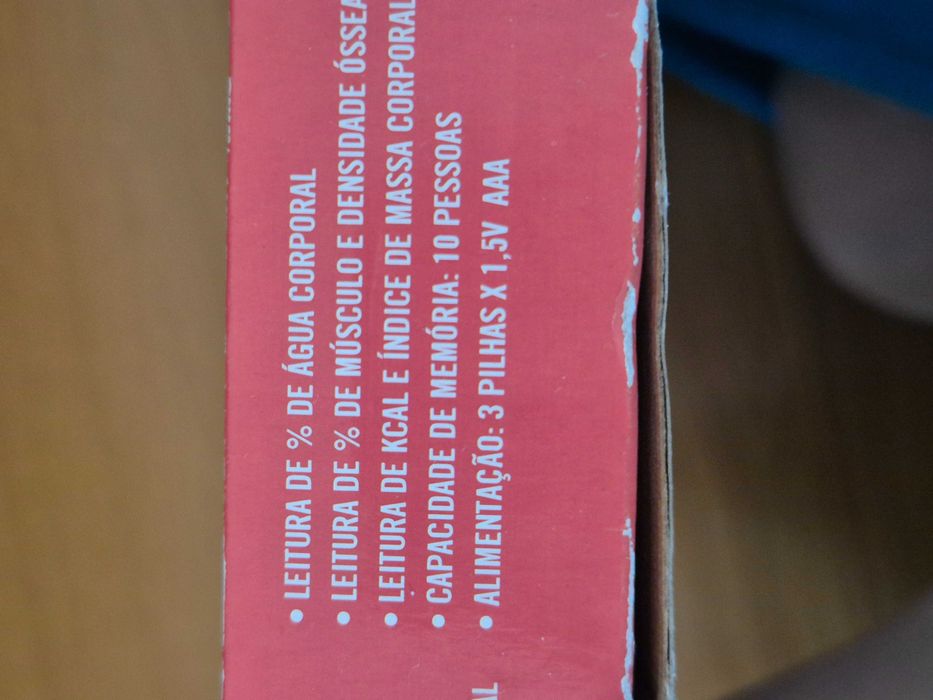 • LEITURA DE % DE ÁGUA CORPORAL
• LEITURA DE % DE MÚSCULO E DENSIDADE ÓSSEA
• LEITURA DE KCAL E ÍNDICE DE MASSA CORPORAL
• CAPACIDADE DE MEMÓRIA: 10 PESSOAS
• ALIMENTAÇÃO: 3 PILHAS X 1,5V AAA